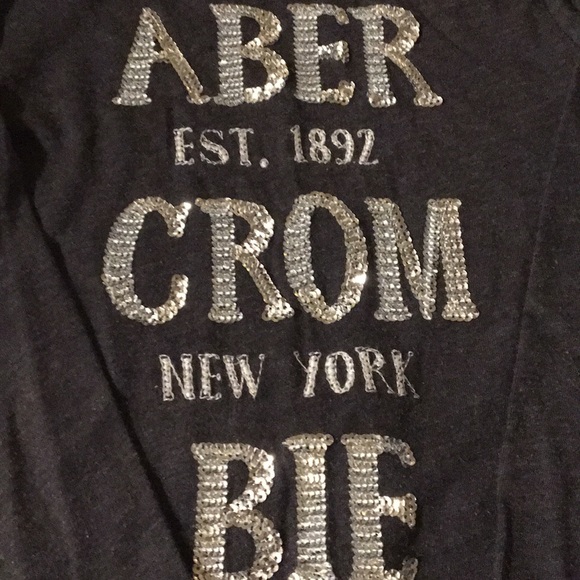 ABER
EST. 1892
CROM
NEW YORK
BIE